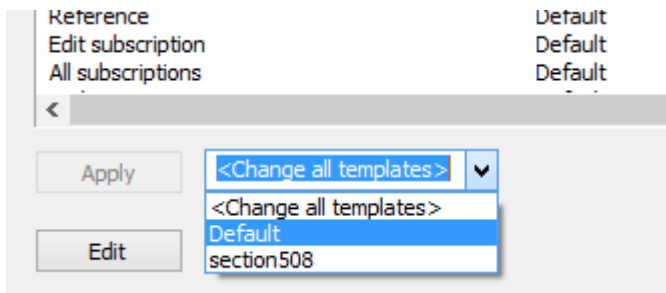 Reference Default
Edit subscription Default
All subscriptions Default
Apply <Change all templates>
<Change all templates>
Default
Edit
section508